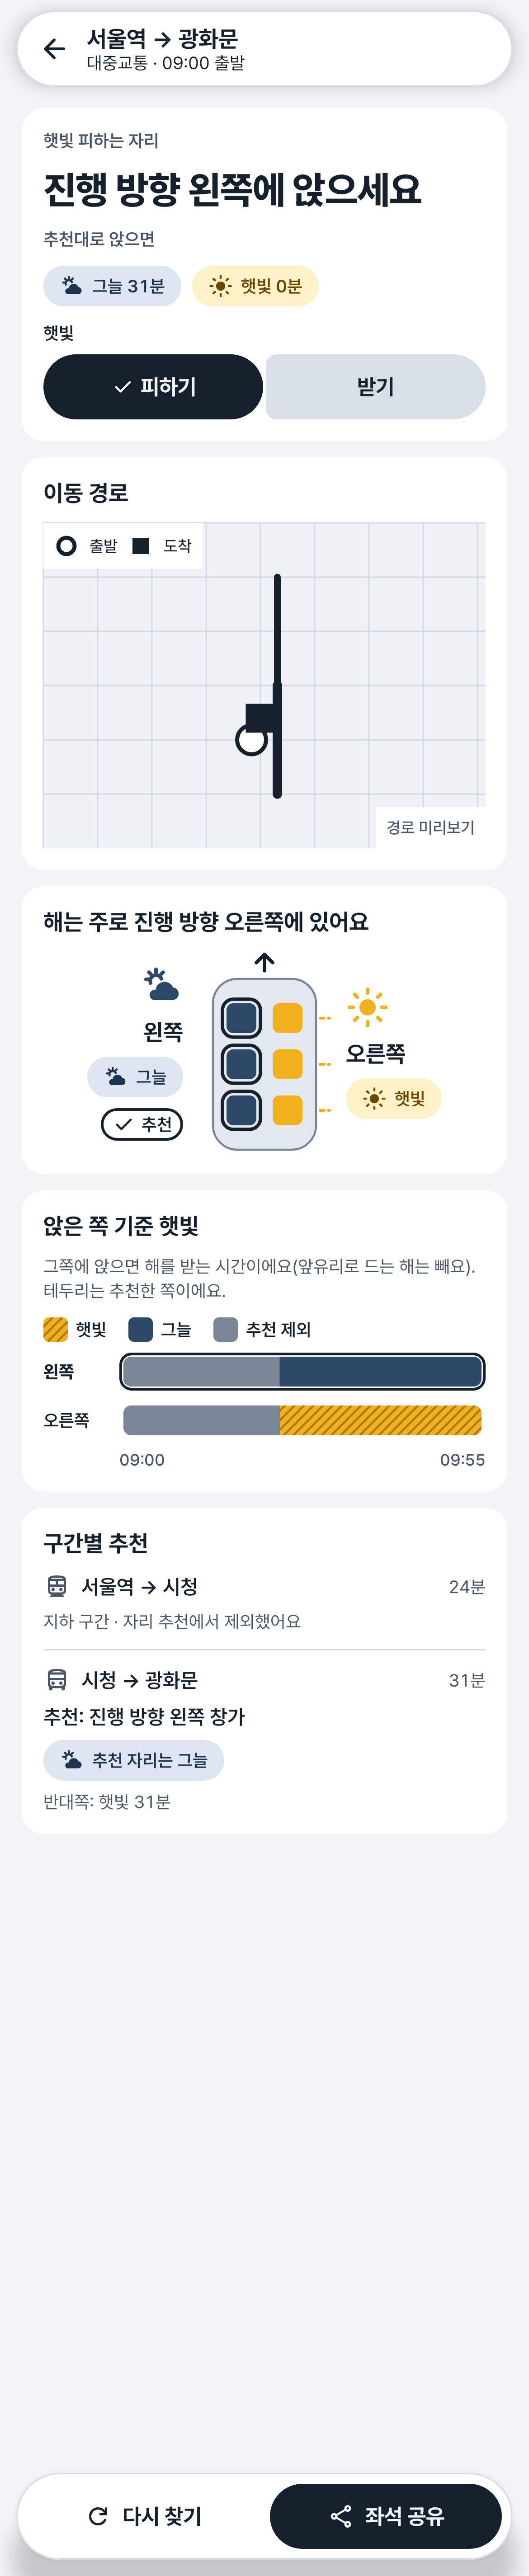 서울역 → 광화문
대중교통 · 09:00 출발
햇빛 피하는 자리
진행 방향 왼쪽에 앉으세요
추천대로 앉으면
그늘 31분
햇빛 0분
햇빛
피하기
받기
이동 경로
출발
도착
경로 미리보기
해는 주로 진행 방향 오른쪽에 있어요
왼쪽
그늘
추천
오른쪽
햇빛
앉은 쪽 기준 햇빛
그쪽에 앉으면 해를 받는 시간이에요(앞유리로 드는 해는 빼요).
테두리는 추천한 쪽이에요.
햇빛
그늘
추천 제외
왼쪽
오른쪽
09:00
09:55
구간별 추천
서울역 → 시청
24분
지하 구간 · 자리 추천에서 제외했어요
시청 → 광화문
31분
추천: 진행 방향 왼쪽 창가
추천 자리는 그늘
반대쪽: 햇빛 31분
다시 찾기
좌석 공유